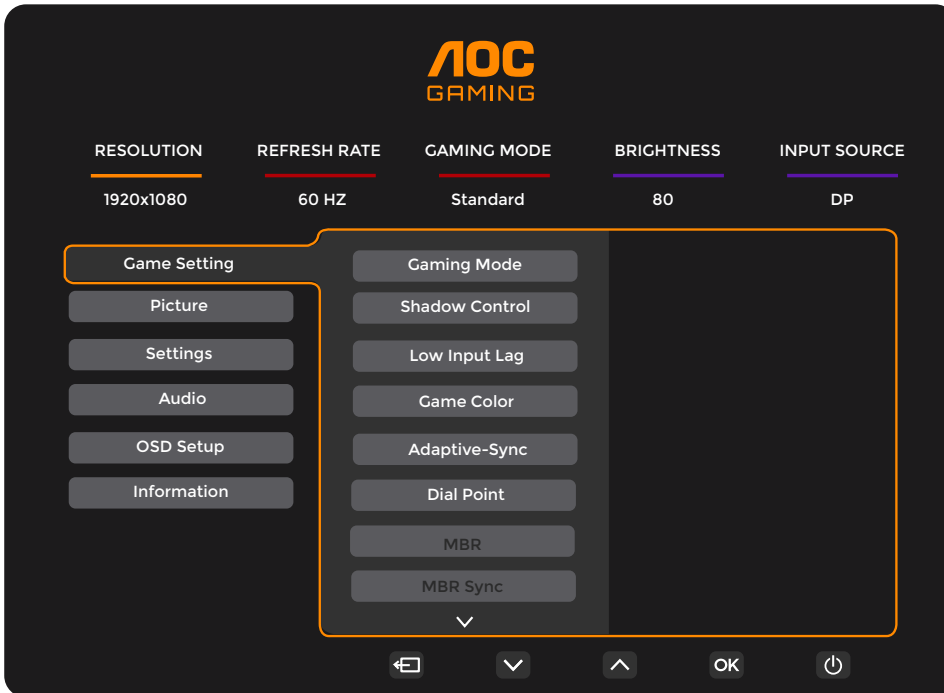 AOC
GAMING
RESOLUTION REFRESH RATE GAMING MODE BRIGHTNESS INPUT SOURCE
1920x1080 60 HZ Standard 80 DP
Game Setting
Picture
Settings
Audio
OSD Setup
Information
Gaming Mode
Shadow Control
Low Input Lag
Game Color
Adaptive-Sync
Dial Point
MBR
MBR Sync
OK